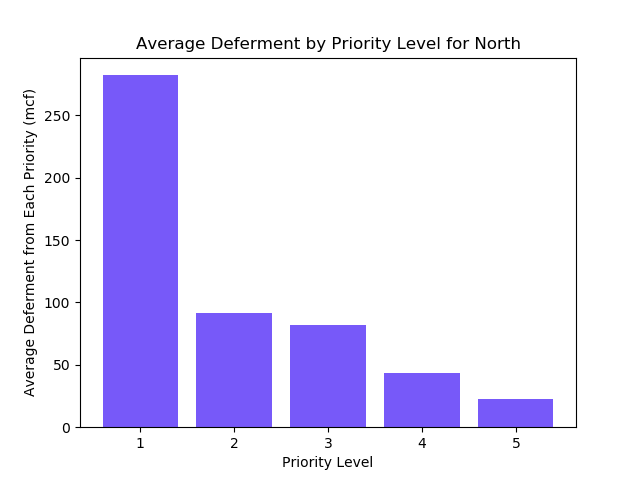 Average Deferment by Priority Level for North
Average Deferment from Each Priority (mcf)
250
200
150
100
50
0
1 2 3 4 5
Priority Level